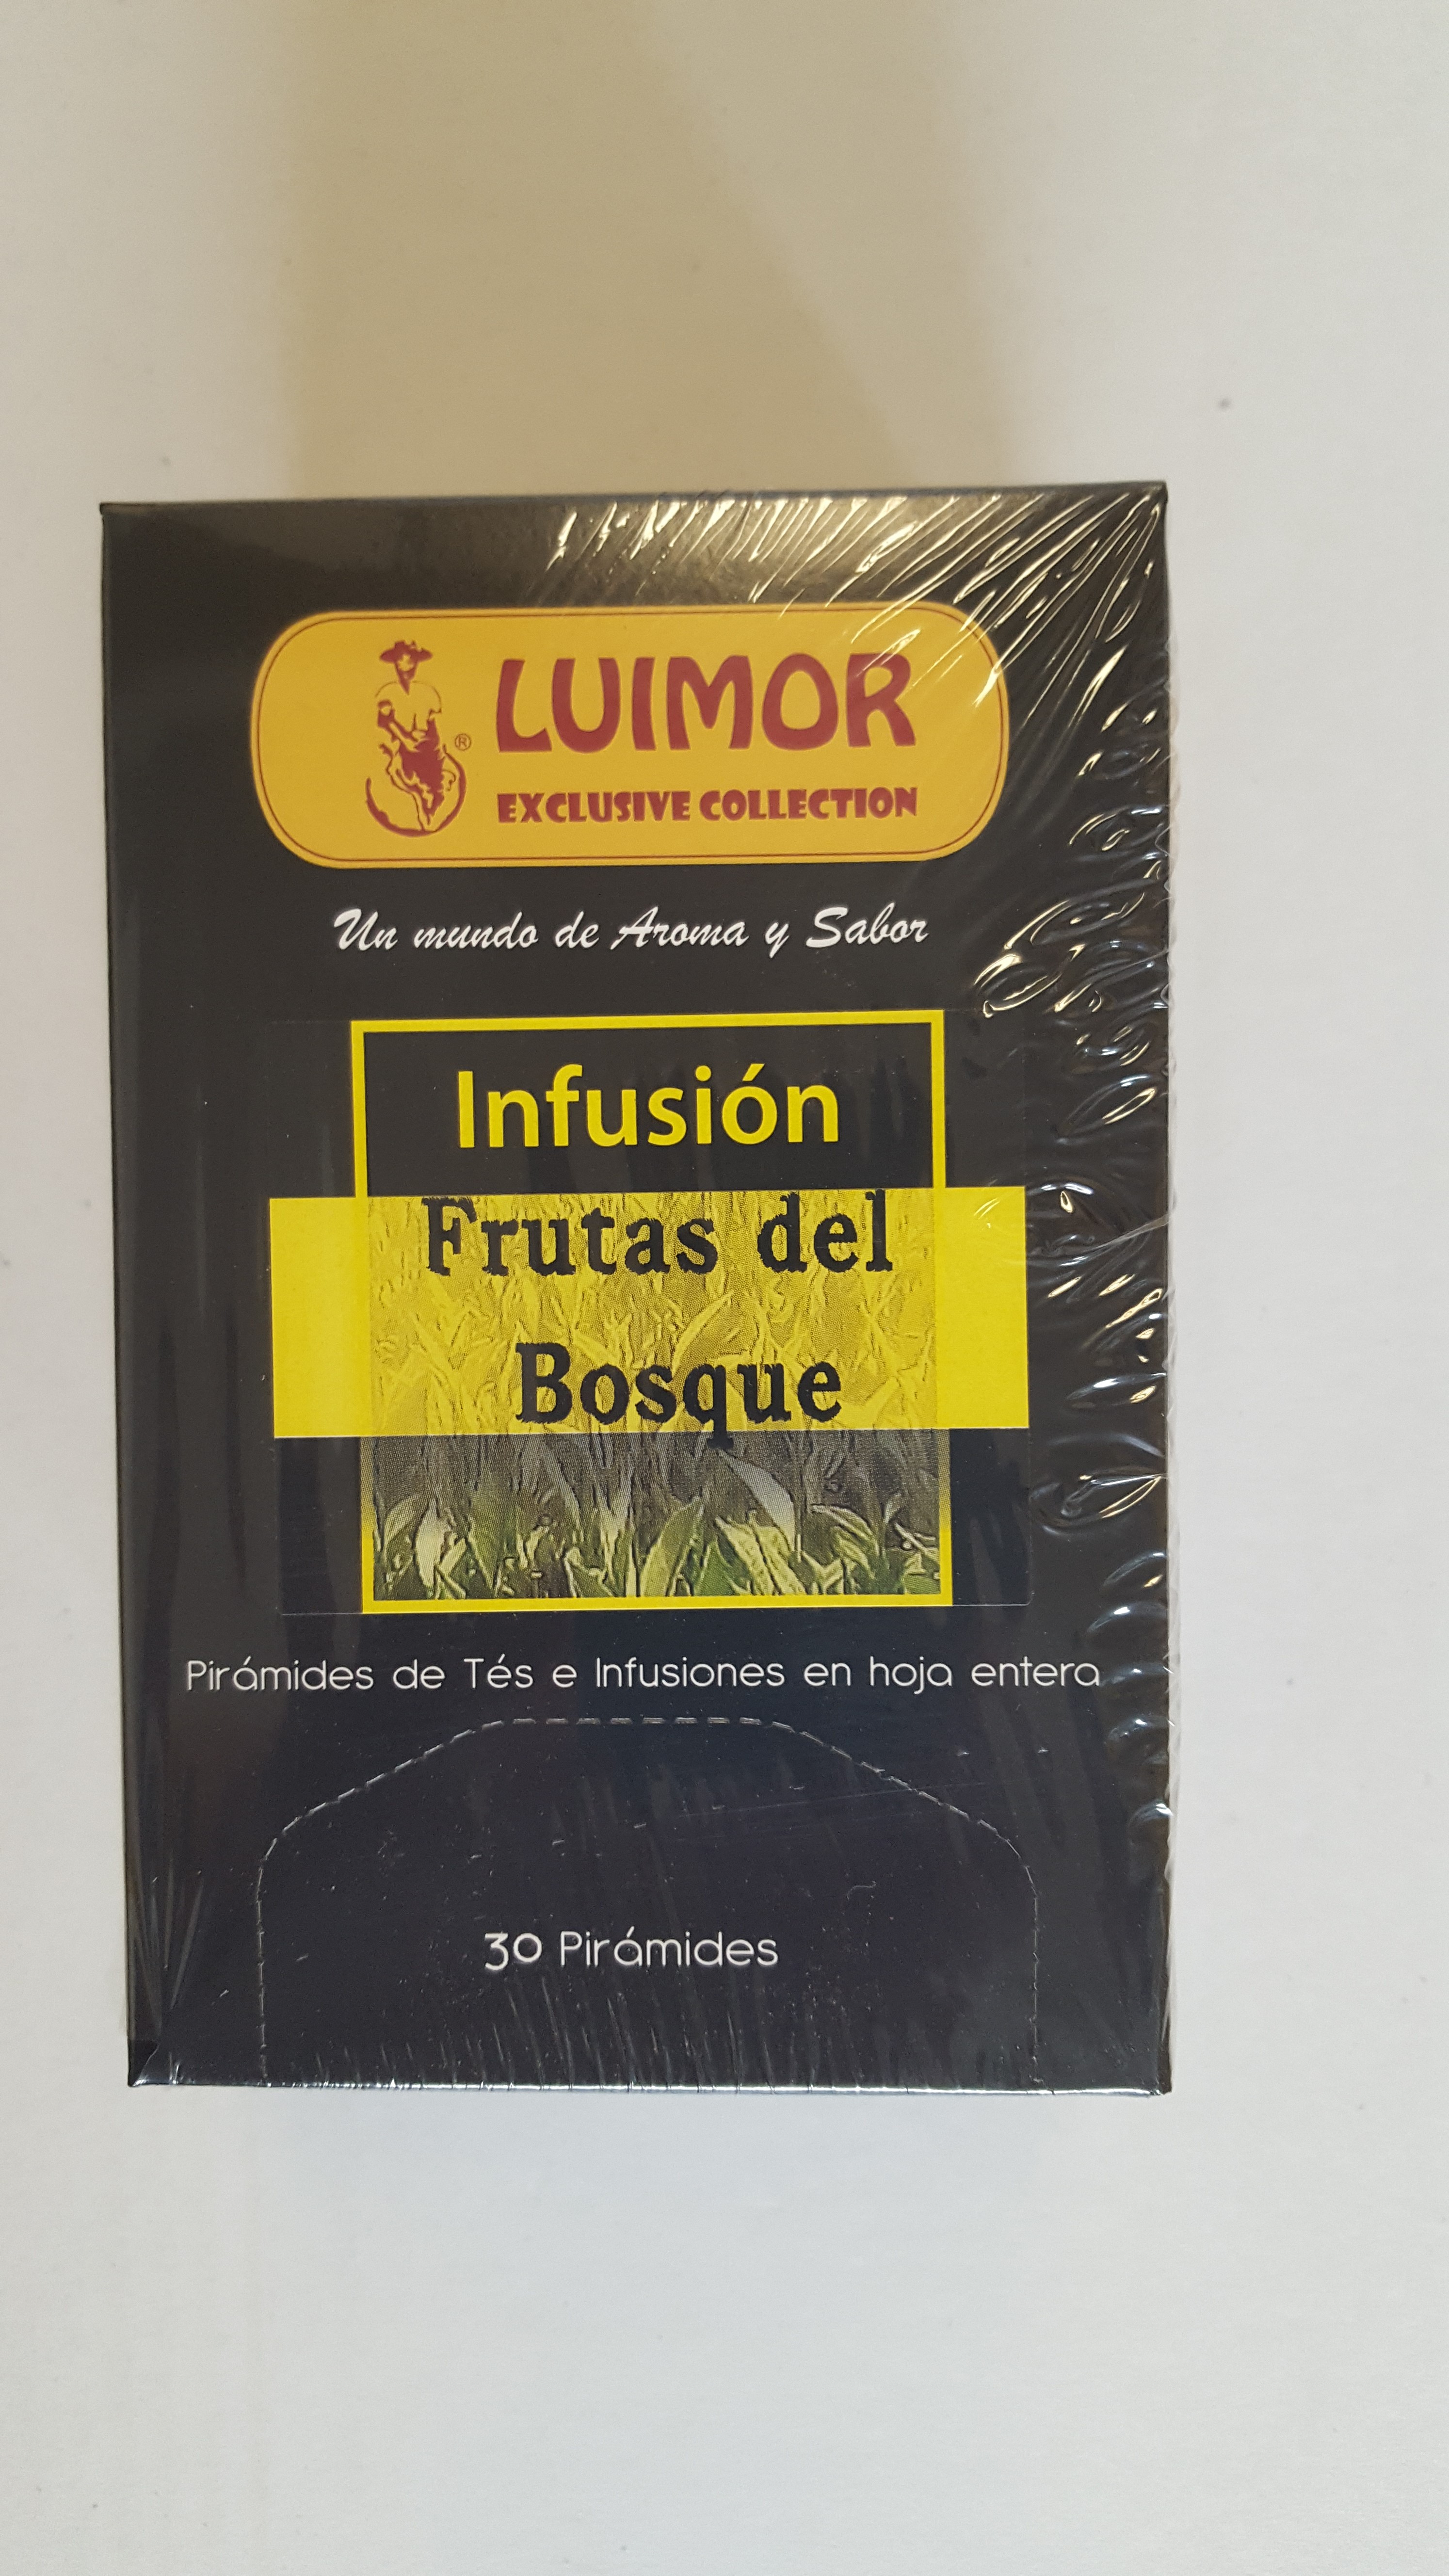 LUIMOR
®
EXCLUSIVE COLLECTION
Un mundo de Aroma y Sabor
Infusión
Frutas del
Bosque
Pirámides de Tés e Infusiones en hoja entera
30 Pirámides